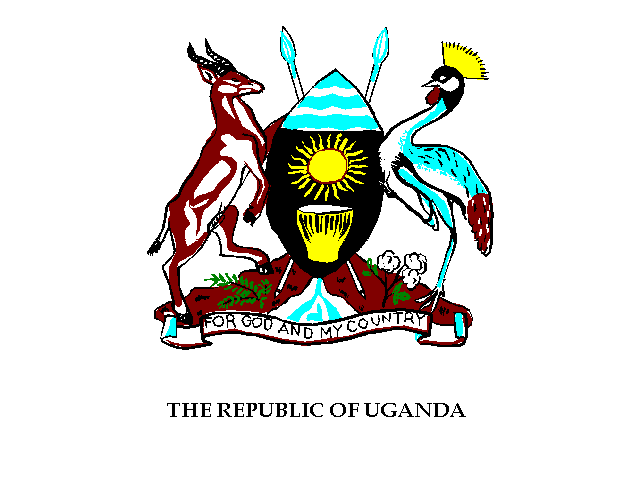 FOR GOD AND MY COUNTRY
THE REPUBLIC OF UGANDA